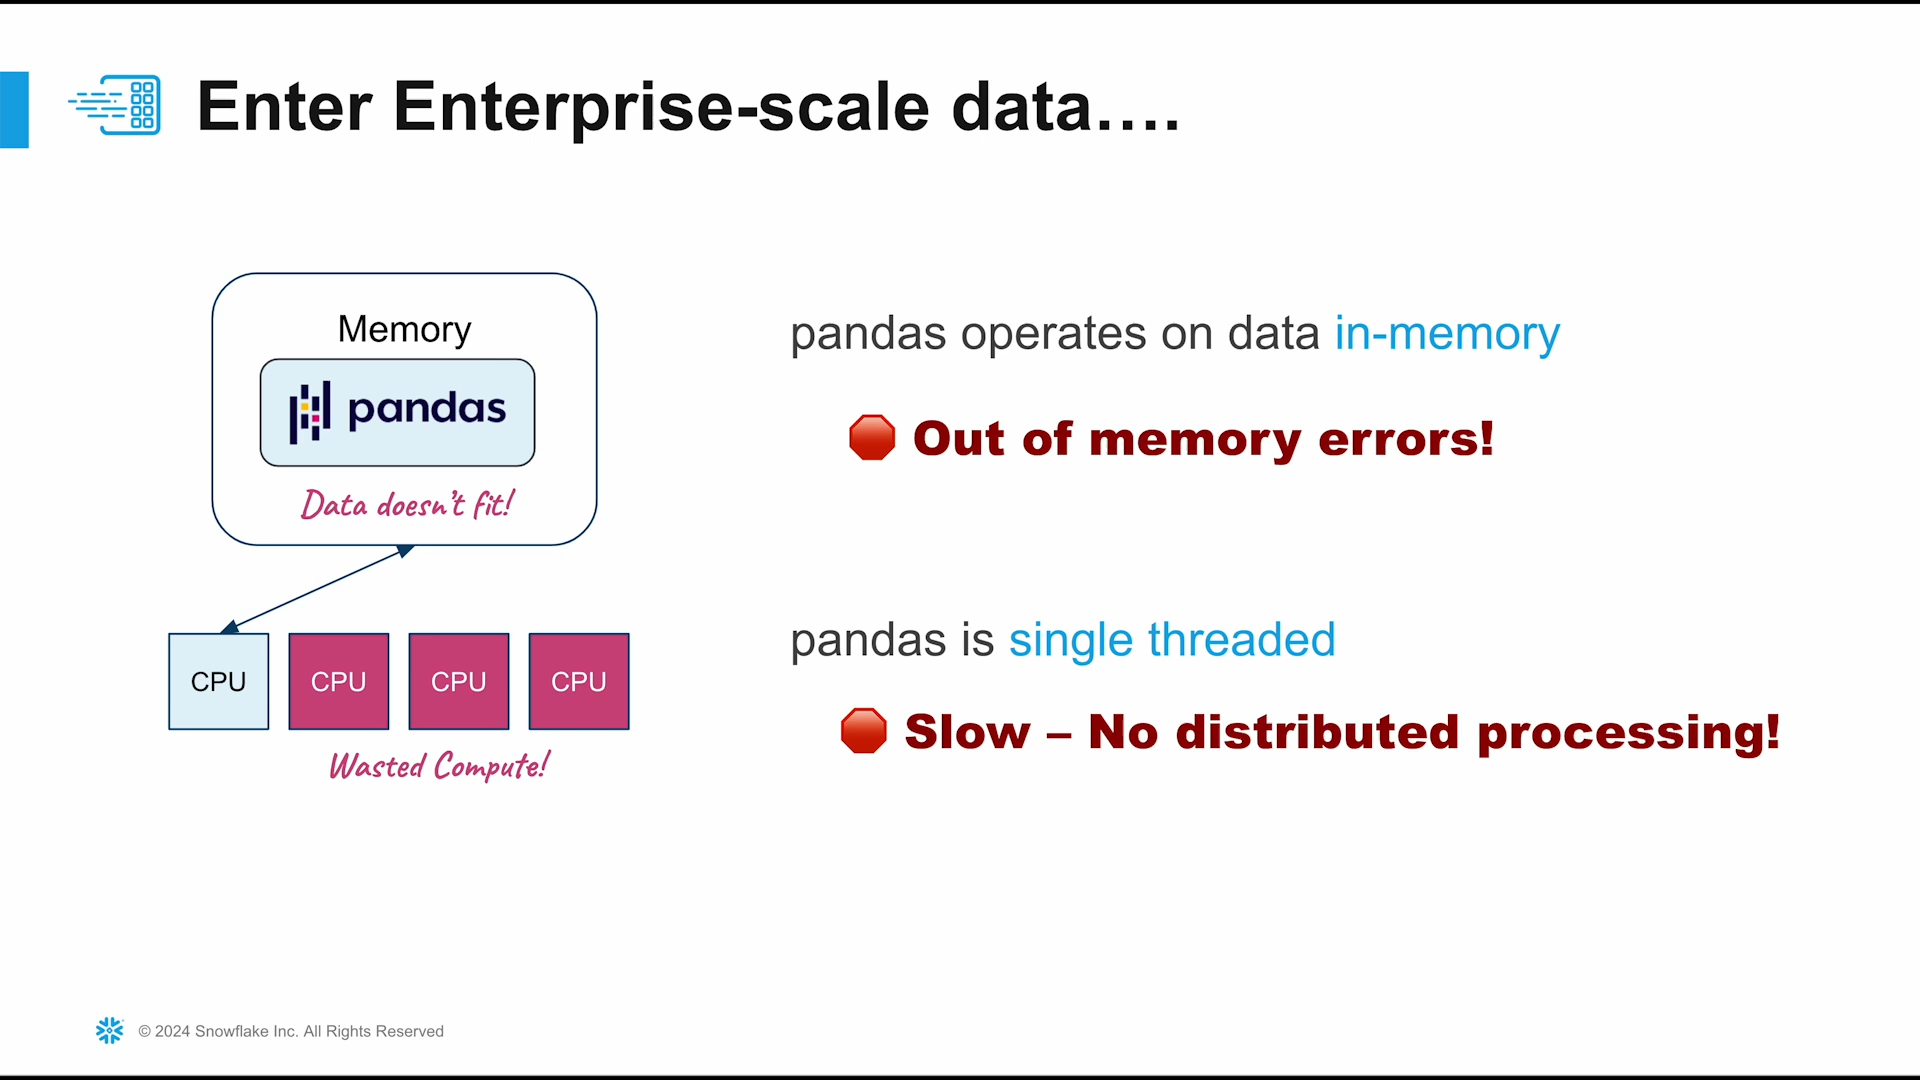 Enter Enterprise-scale data....
Memory
pandas
Data doesn't fit!
CPU CPU CPU CPU
Wasted Compute!
pandas operates on data in-memory
Out of memory errors!
pandas is single threaded
Slow – No distributed processing!
© 2024 Snowflake Inc. All Rights Reserved